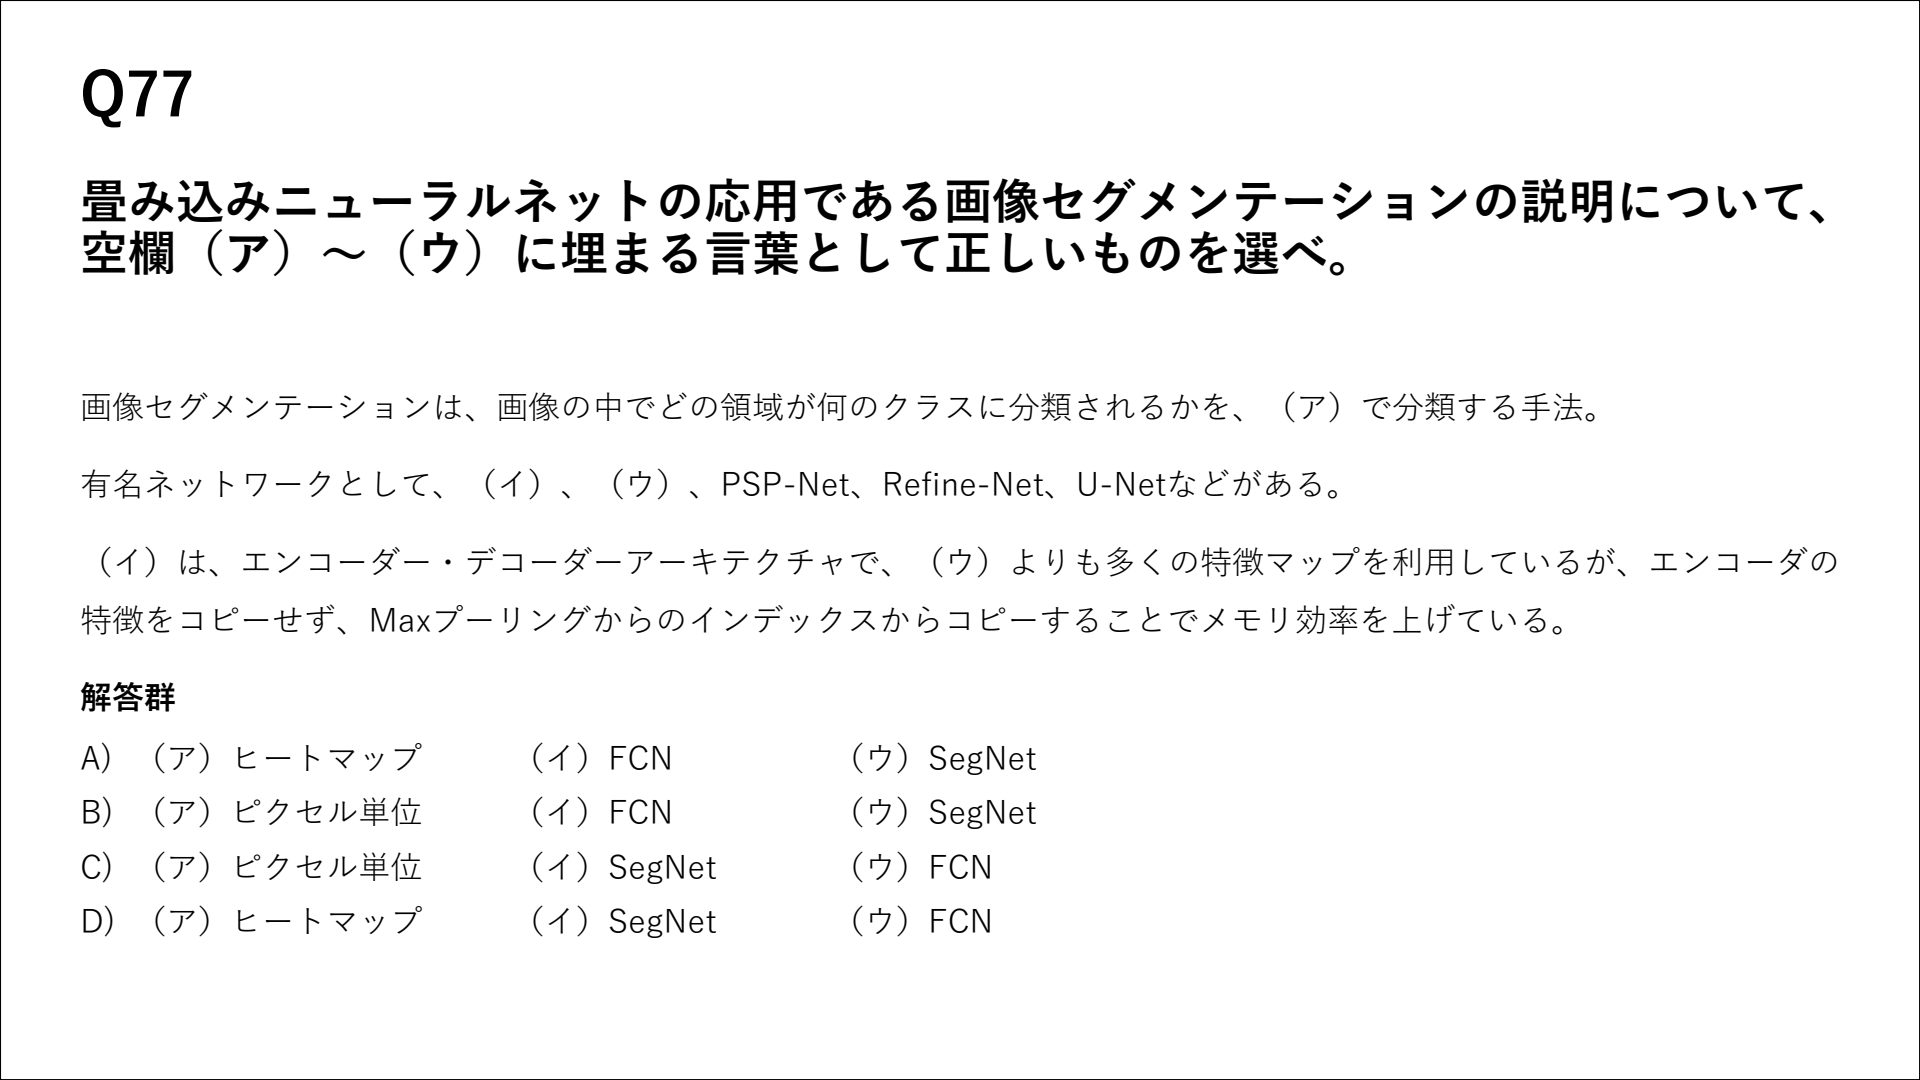 Q77
畳み込みニューラルネットの応用である画像セグメンテーションの説明について、
空欄（ア）～（ウ）に埋まる言葉として正しいものを選べ。
画像セグメンテーションは、画像の中でどの領域が何のクラスに分類されるかを、（ア）で分類する手法。
有名ネットワークとして、（イ）、（ウ）、PSP-Net、Refine-Net、U-Netなどがある。
（イ）は、エンコーダー・デコーダーアーキテクチャで、（ウ）よりも多くの特徴マップを利用しているが、エンコーダの
特徴をコピーせず、Maxプーリングからのインデックスからコピーすることでメモリ効率を上げている。
解答群
A) （ア）ヒートマップ （イ）FCN （ウ）SegNet
B) （ア）ピクセル単位 （イ）FCN （ウ）SegNet
C) （ア）ピクセル単位 （イ）SegNet （ウ）FCN
D) （ア）ヒートマップ （イ）SegNet （ウ）FCN